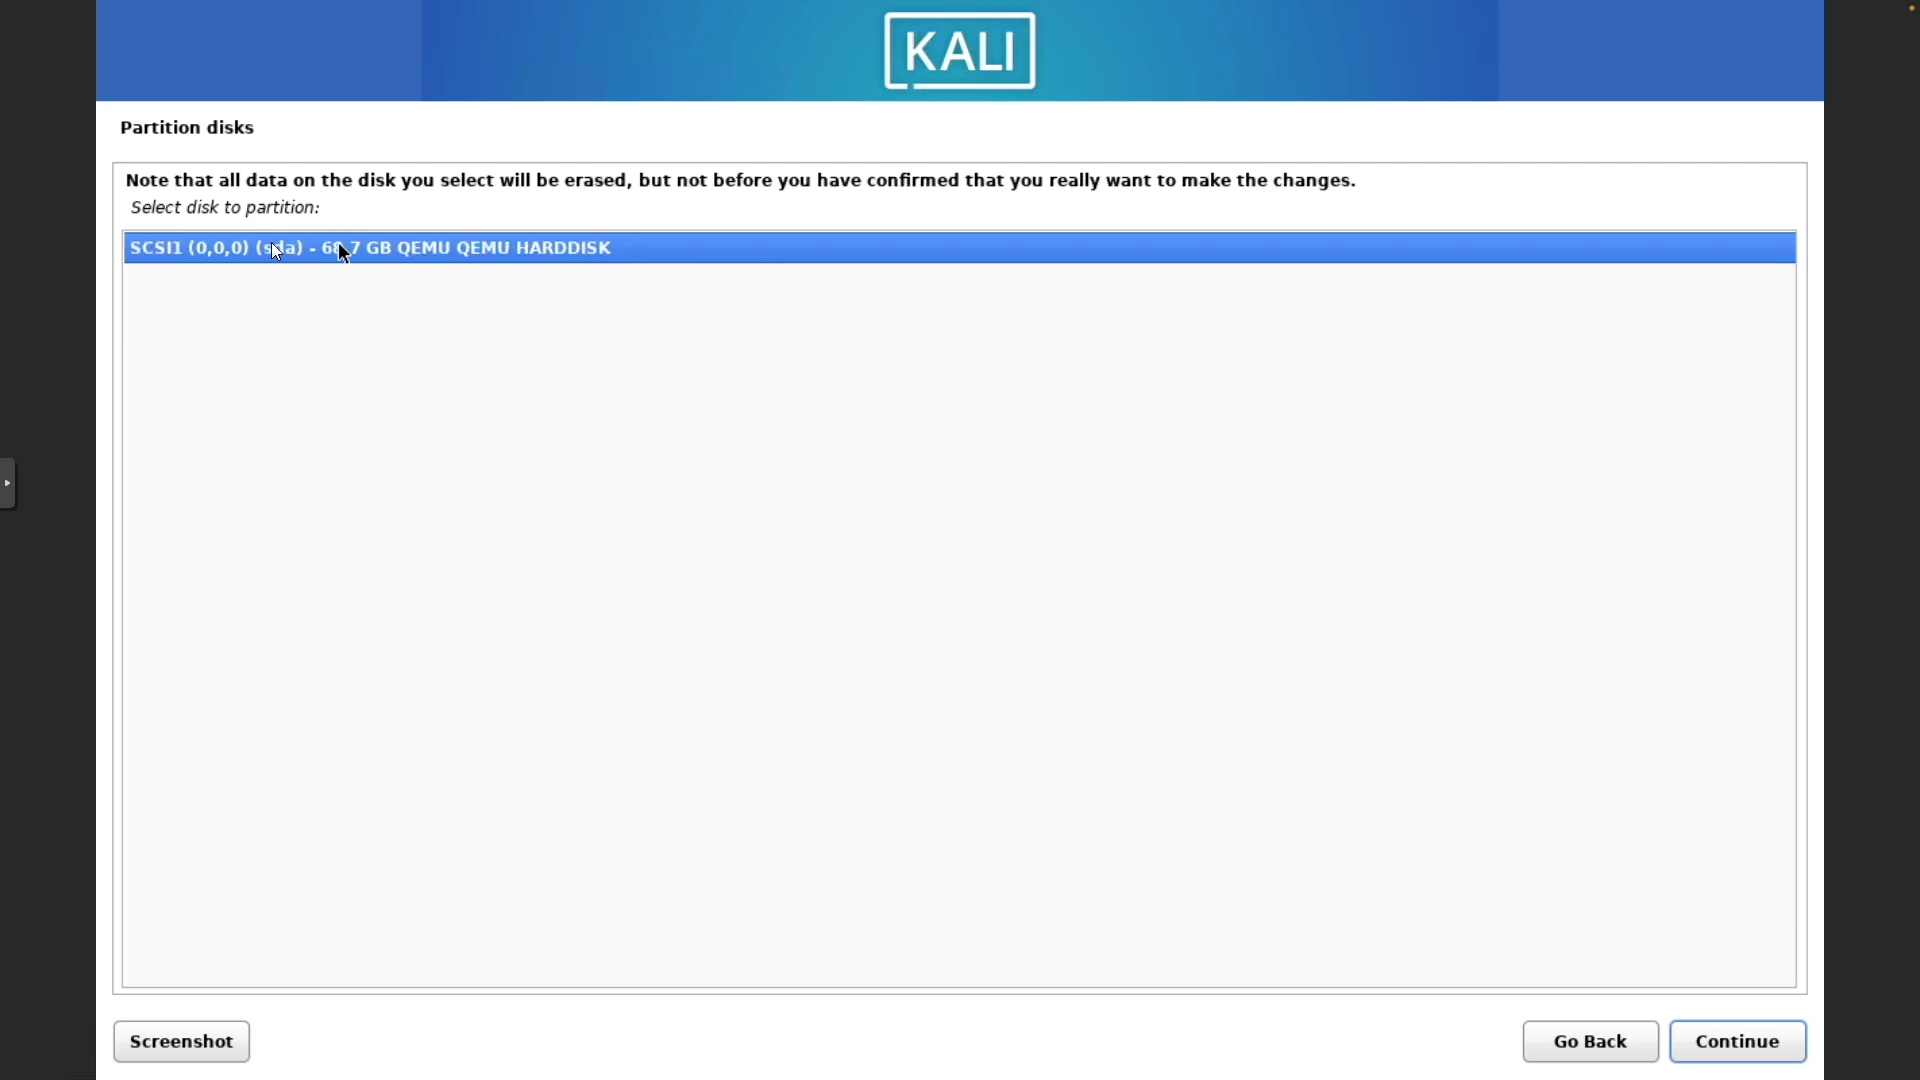 KALI
Partition disks
Note that all data on the disk you select will be erased, but not before you have confirmed that you really want to make the changes.
Select disk to partition:
SCSI1 (0,0,0) - GB QEMU QEMU HARDDISK
Screenshot
Go Back
Continue